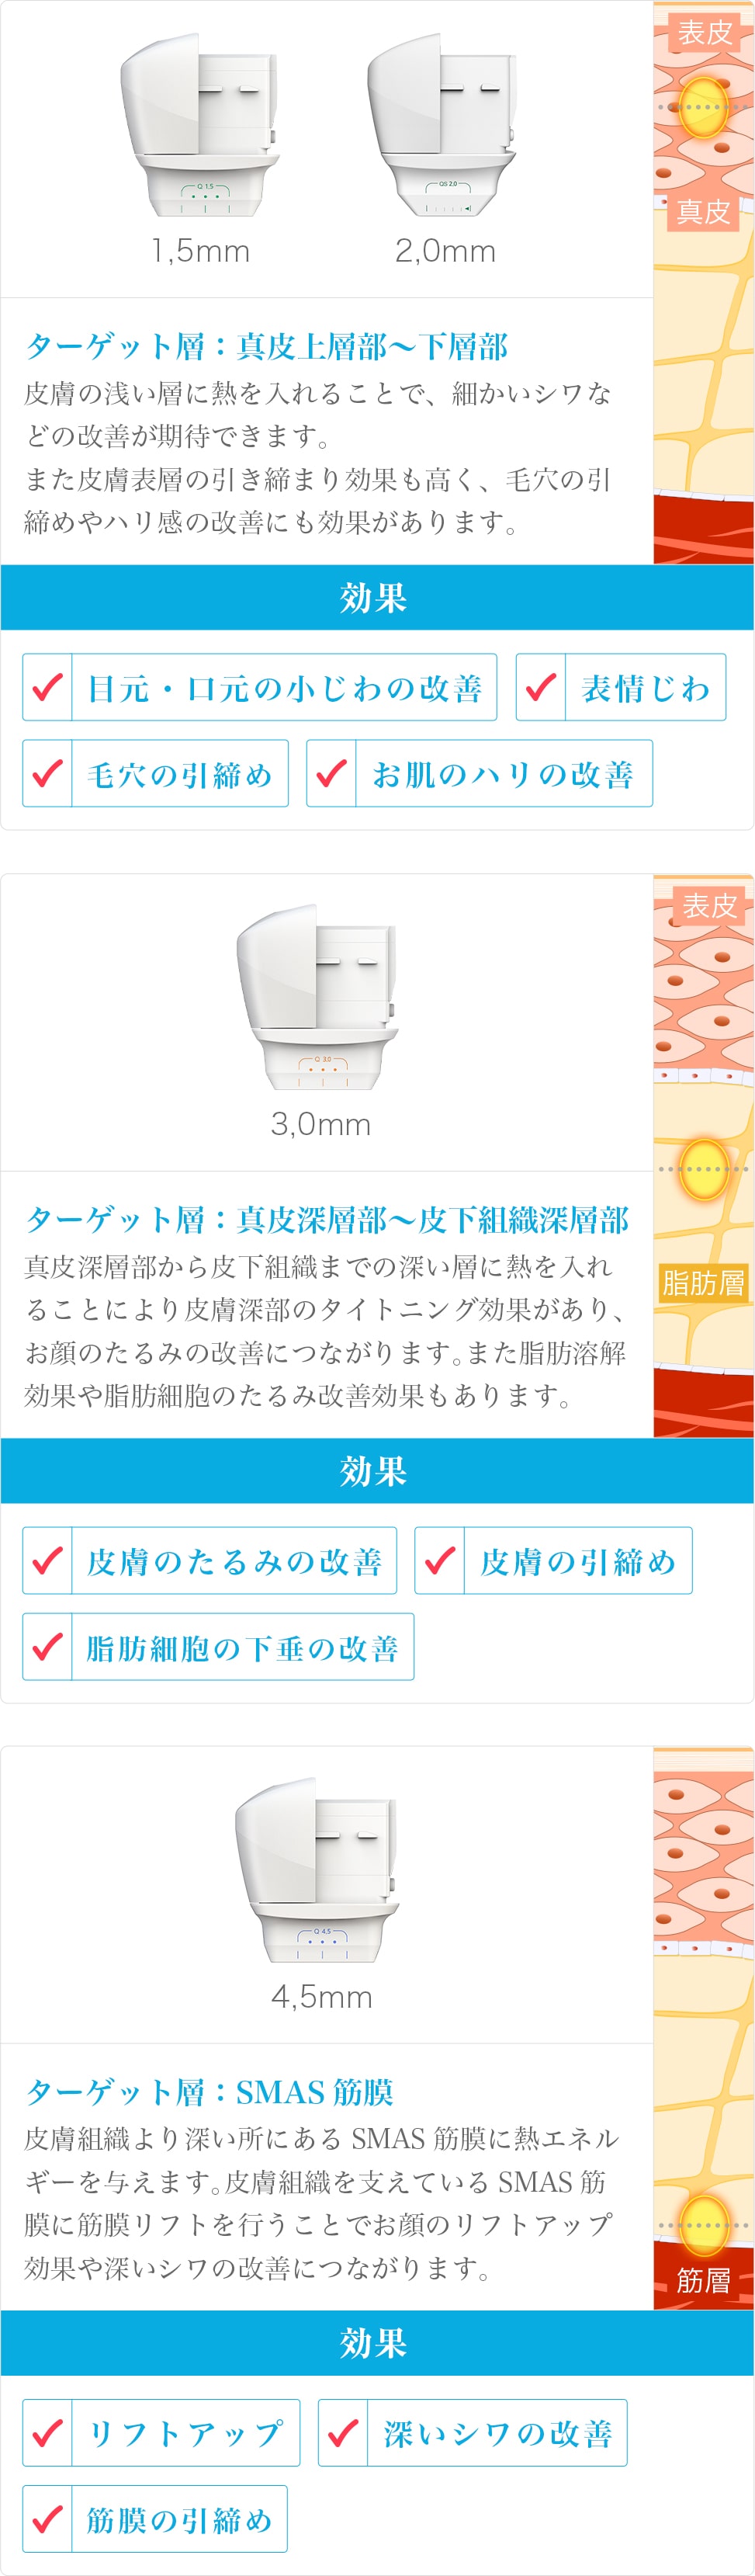 表皮
Q 1,5
QS 2.0
真皮
1,5mm
2,0mm
ターゲット層：真皮上層部～下層部
皮膚の浅い層に熱を入れることで、細かいシワな
どの改善が期待できます。
また皮膚表層の引き締まり効果も高く、毛穴の引
締めやハリ感の改善にも効果があります。
効果
目元・口元の小じわの改善
表情じわ
毛穴の引締め
お肌のハリの改善
表皮
Q 3.0
3,0mm
ターゲット層：真皮深層部～皮下組織深層部
真皮深層部から皮下組織までの深い層に熱を入れ
ることにより皮膚深部のタイトニング効果があり、
お顔のたるみの改善につながります。また脂肪溶解
効果や脂肪細胞のたるみ改善効果もあります。
脂肪層
効果
皮膚のたるみの改善
皮膚の引締め
脂肪細胞の下垂の改善
Q 4,5
4,5mm
ターゲット層：SMAS 筋膜
皮膚組織より深い所にある SMAS 筋膜に熱エネル
ギーを与えます。皮膚組織を支えている SMAS 筋
膜に筋膜リフトを行うことでお顔のリフトアップ
効果や深いシワの改善につながります。
筋層
効果
リフトアップ
深いシワの改善
筋膜の引締め